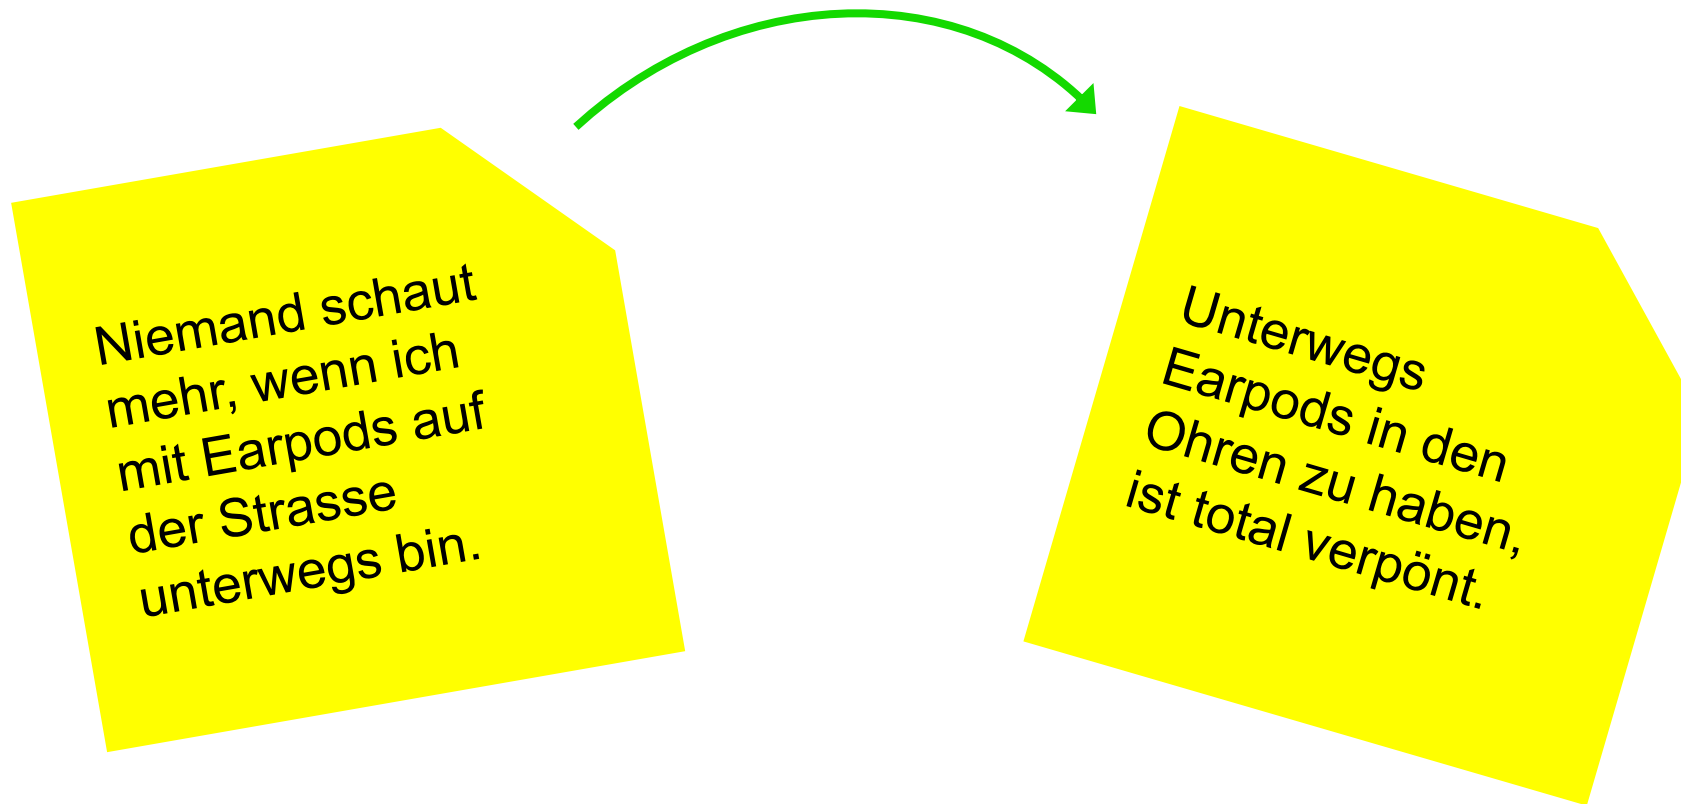 Niemand schaut
mehr, wenn ich
mit Earpods auf
der Strasse
unterwegs bin.
Unterwegs
Earpods in den
Ohren zu haben,
ist total verpönt.